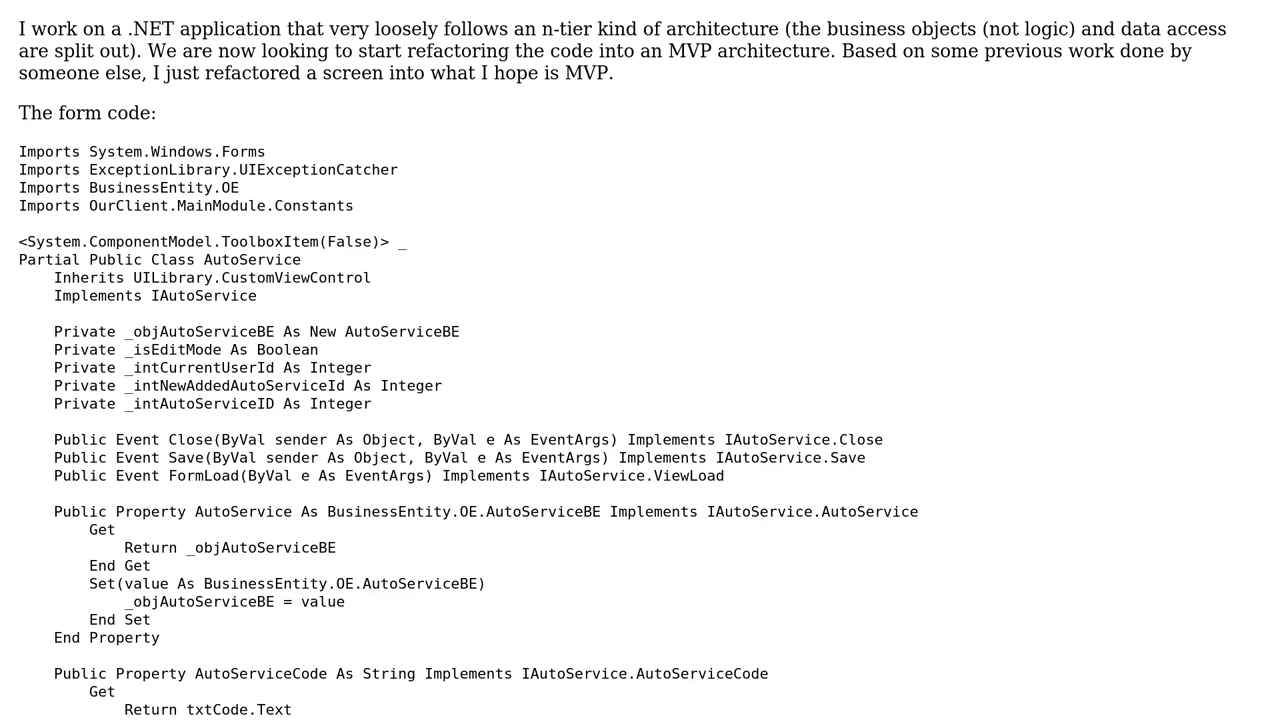 I work on a .NET application that very loosely follows an n-tier kind of architecture (the business objects (not logic) and data access
are split out). We are now looking to start refactoring the code into an MVP architecture. Based on some previous work done by
someone else, I just refactored a screen into what I hope is MVP.
The form code:
Imports System.Windows.Forms
Imports ExceptionLibrary.UIExceptionCatcher
Imports BusinessEntity.OE
Imports OurClient.MainModule.Constants
<System.ComponentModel.ToolboxItem(False)> _
Partial Public Class AutoService
    Inherits UILibrary.CustomViewControl
    Implements IAutoService
    Private _objAutoServiceBE As New AutoServiceBE
    Private _isEditMode As Boolean
    Private _intCurrentUserId As Integer
    Private _intNewAddedAutoServiceId As Integer
    Private _intAutoServiceID As Integer
    Public Event Close(ByVal sender As Object, ByVal e As EventArgs) Implements IAutoService.Close
    Public Event Save(ByVal sender As Object, ByVal e As EventArgs) Implements IAutoService.Save
    Public Event FormLoad(ByVal e As EventArgs) Implements IAutoService.ViewLoad
    Public Property AutoService As BusinessEntity.OE.AutoServiceBE Implements IAutoService.AutoService
        Get
            Return _objAutoServiceBE
        End Get
        Set(value As BusinessEntity.OE.AutoServiceBE)
            _objAutoServiceBE = value
        End Set
    End Property
    Public Property AutoServiceCode As String Implements IAutoService.AutoServiceCode
        Get
            Return txtCode.Text